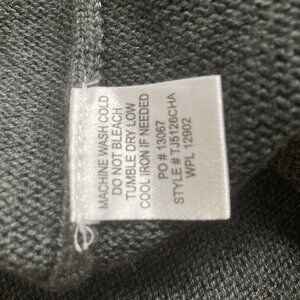 MACHINE WASH COLD
DO NOT BLEACH
TUMBLE DRY LOW
COOL IRON IF NEEDED
PO # 13067
STYLE # TJ5126CHA
WPL 12902